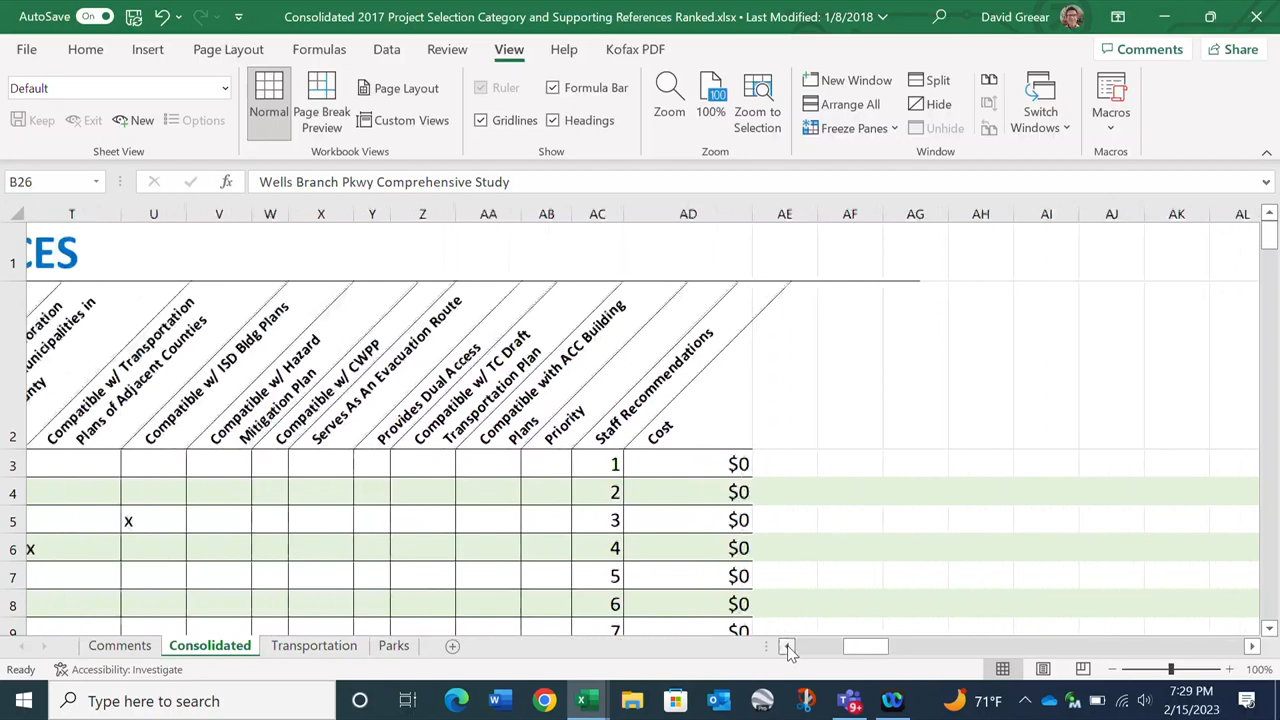 AutoSave On Consolidated 2017 Project Selection Category and Supporting References Ranked.xlsx • Last Modified: 1/8/2018 David Greear
File Home Insert Page Layout Formulas Data Review View Help Kofax PDF Comments Share
Default
Keep Exit New Options
Sheet View
Normal
Page Break Preview
Page Layout
Custom Views
Workbook Views
Ruler Formula Bar
Gridlines Headings
Show
Zoom 100% Zoom to Selection
Zoom
New Window
Arrange All
Freeze Panes
Split
Hide
Unhide
Switch Windows
Window
Macros
Macros
B26 fx Wells Branch Pkwy Comprehensive Study
T U V W X Y Z AA AB AC AD AE AF AG AH AI AJ AK AL
1 CES
2
Compatible w/ Transportation
Plans of Adjacent Counties
Compatible w/ ISD Bldg Plans
Compatible w/ Hazard
Mitigation Plan
Compatible w/ CWPP
Serves As An Evacuation Route
Provides Dual Access
Compatible w/ TC Draft
Transportation Plan
Compatible with ACC Building
Plans
Priority
Staff Recommendations
Cost
3 1 $0
4 2 $0
5 x 3 $0
6 x 4 $0
7 5 $0
8 6 $0
9 7 $0
Comments Consolidated Transportation Parks
Ready Accessibility: Investigate 100%
Type here to search 71°F 7:29 PM
2/15/2023